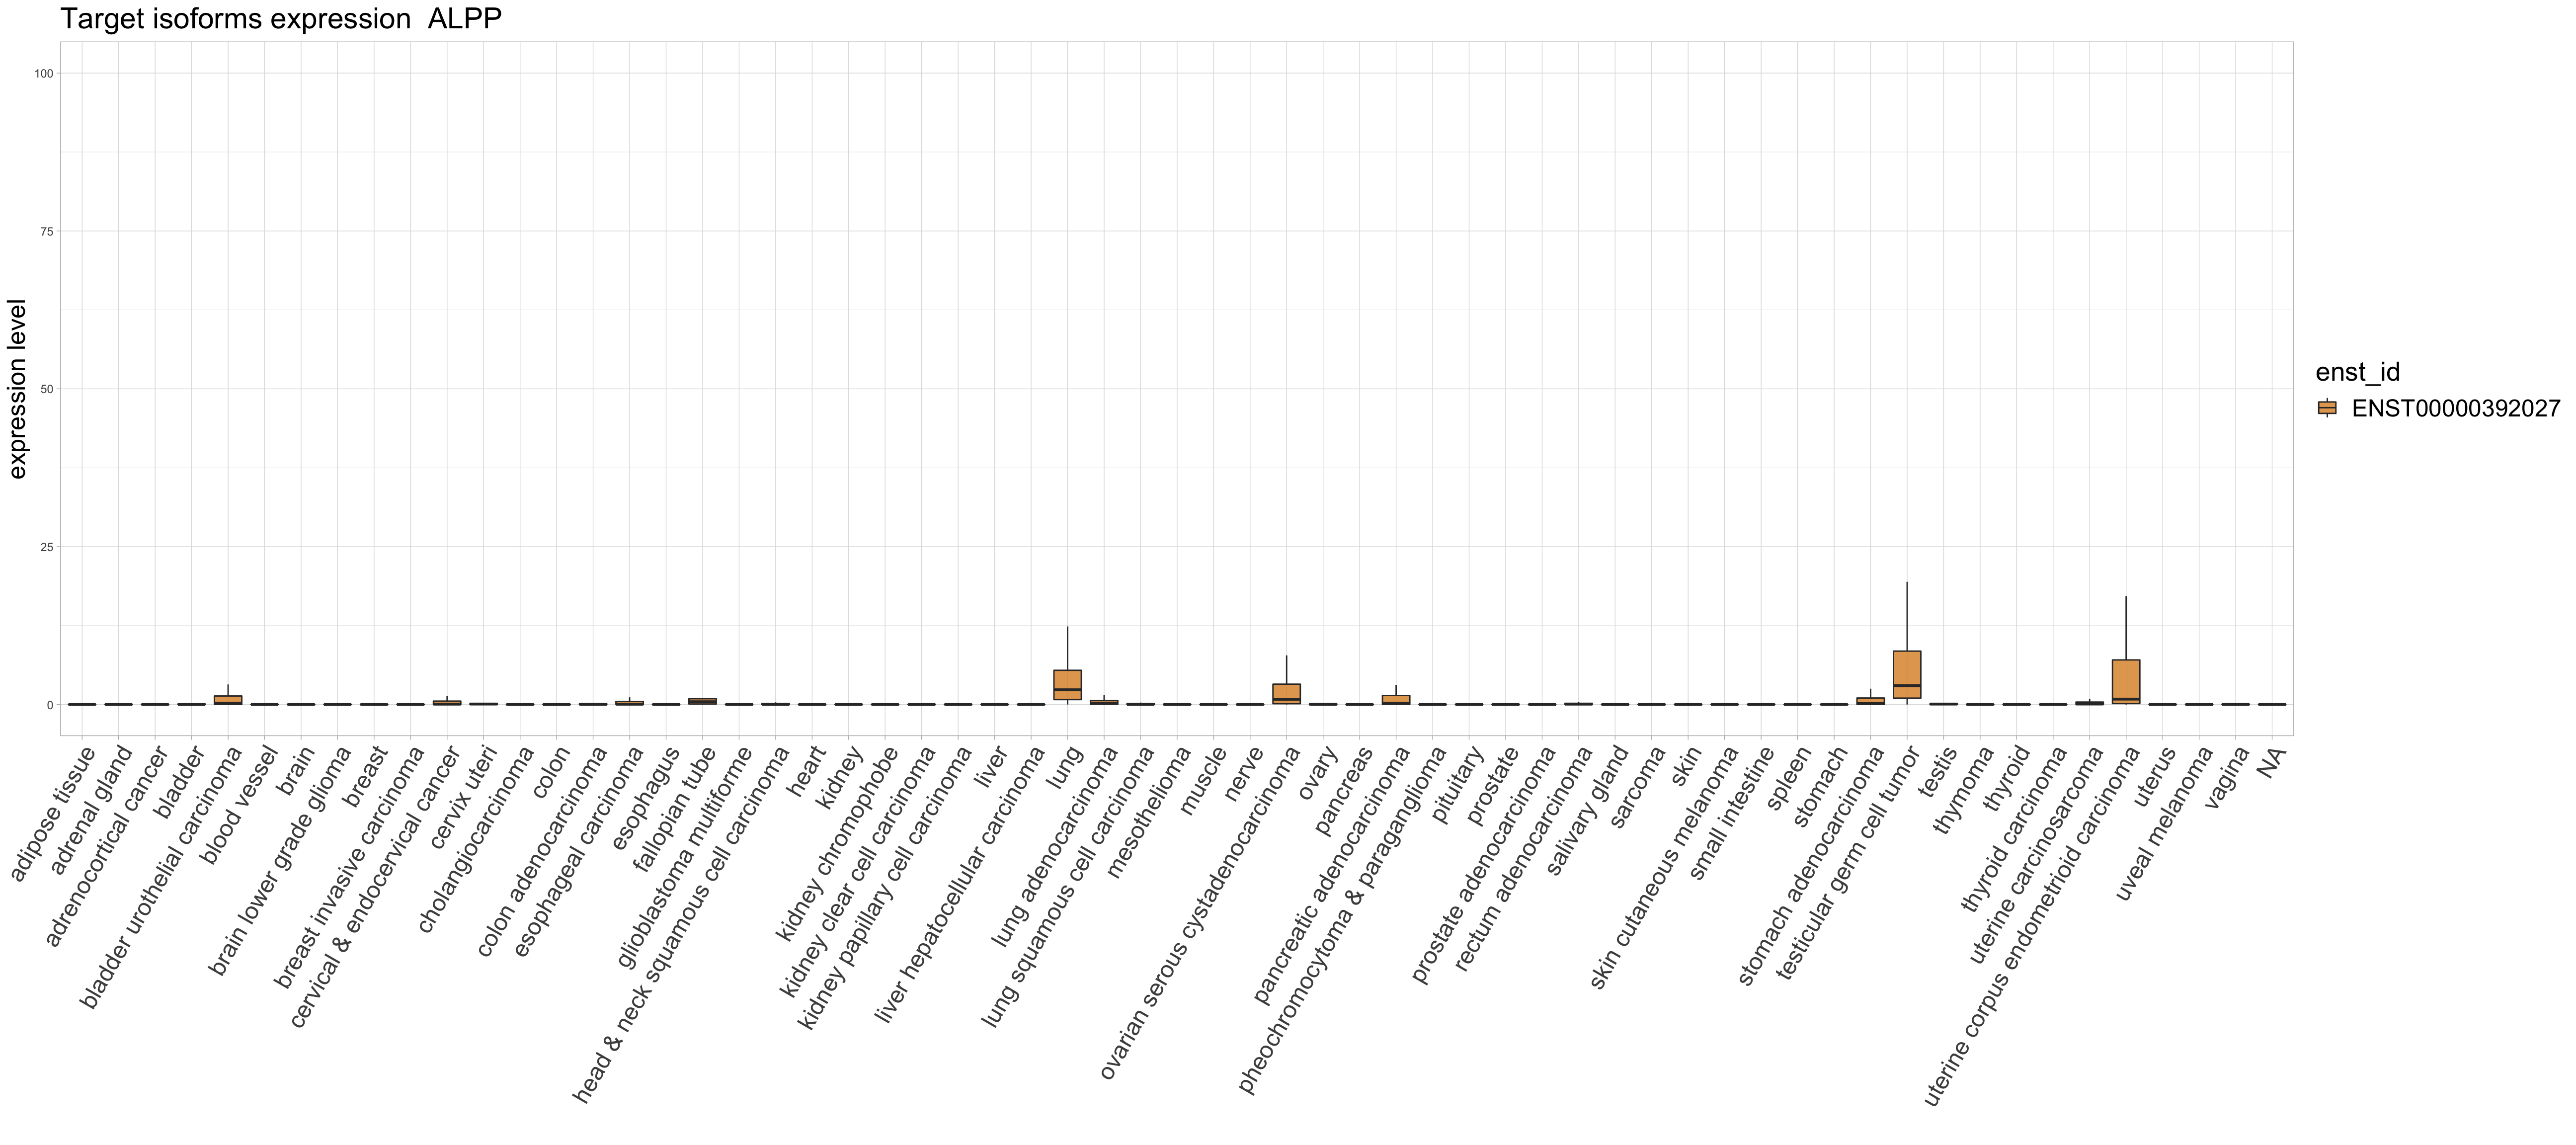 Target isoforms expression  ALPP
100
75
50
25
0
expression level
enst_id
ENST00000392027
adipose tissue
adrenal gland
adrenocortical cancer
bladder
bladder urothelial carcinoma
blood vessel
brain
brain lower grade glioma
breast
breast invasive carcinoma
cervical & endocervical cancer
cervix uteri
cholangiocarcinoma
colon
colon adenocarcinoma
esophageal carcinoma
esophagus
fallopian tube
glioblastoma multiforme
head & neck squamous cell carcinoma
heart
kidney
kidney chromophobe
kidney clear cell carcinoma
kidney papillary cell carcinoma
liver
liver hepatocellular carcinoma
lung
lung adenocarcinoma
lung squamous cell carcinoma
mesothelioma
muscle
nerve
ovarian serous cystadenocarcinoma
ovary
pancreas
pancreatic adenocarcinoma
pheochromocytoma & paraganglioma
pituitary
prostate
prostate adenocarcinoma
rectum adenocarcinoma
salivary gland
sarcoma
skin
skin cutaneous melanoma
small intestine
spleen
stomach
stomach adenocarcinoma
testicular germ cell tumor
testis
thymoma
thyroid
thyroid carcinoma
uterine carcinosarcoma
uterine corpus endometrioid carcinoma
uterus
uveal melanoma
vagina
NA